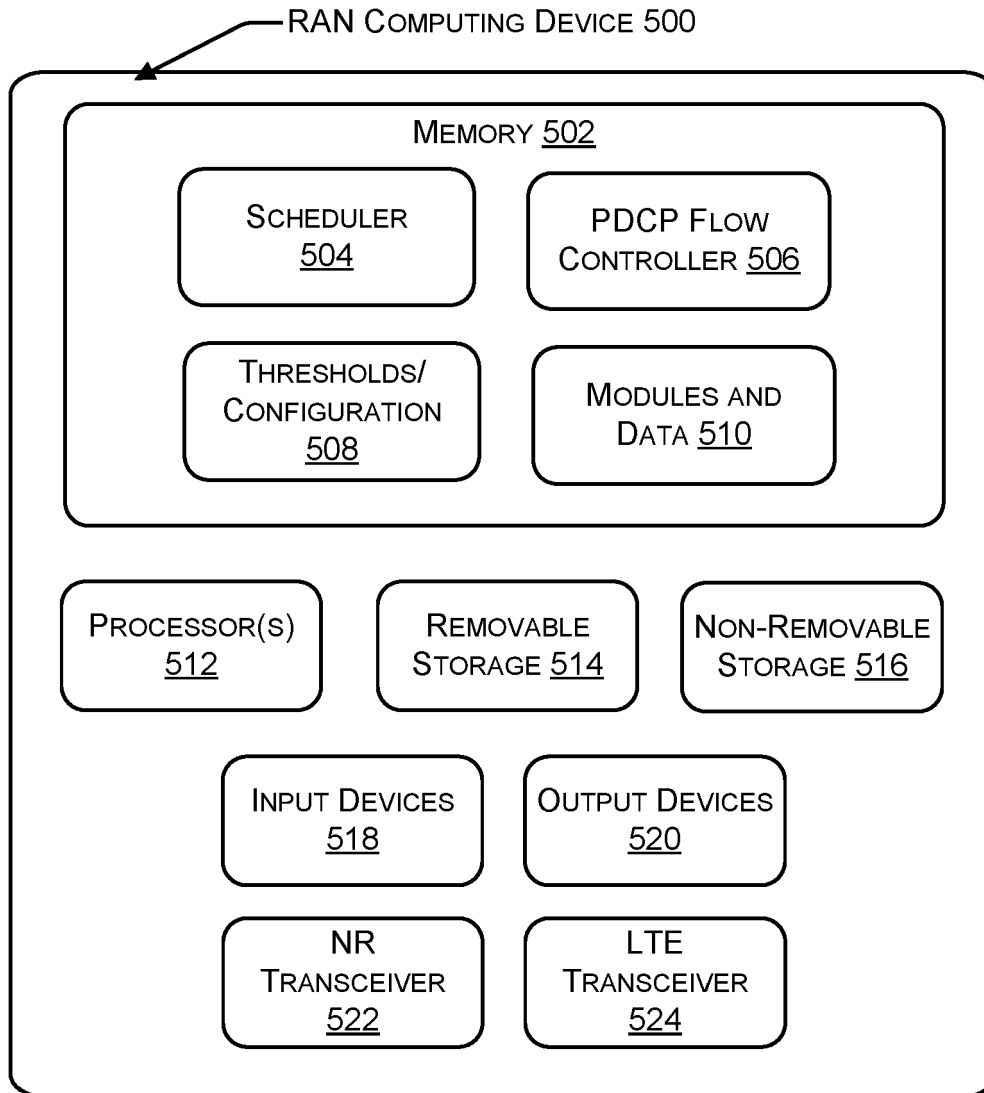 RAN COMPUTING DEVICE 500
MEMORY 502
SCHEDULER
504
PDCP FLOW
CONTROLLER 506
THRESHOLDS/
CONFIGURATION
508
MODULES AND
DATA 510
PROCESSOR(S)
512
REMOVABLE
STORAGE 514
NON-REMOVABLE
STORAGE 516
INPUT DEVICES
518
OUTPUT DEVICES
520
NR
TRANSCEIVER
522
LTE
TRANSCEIVER
524